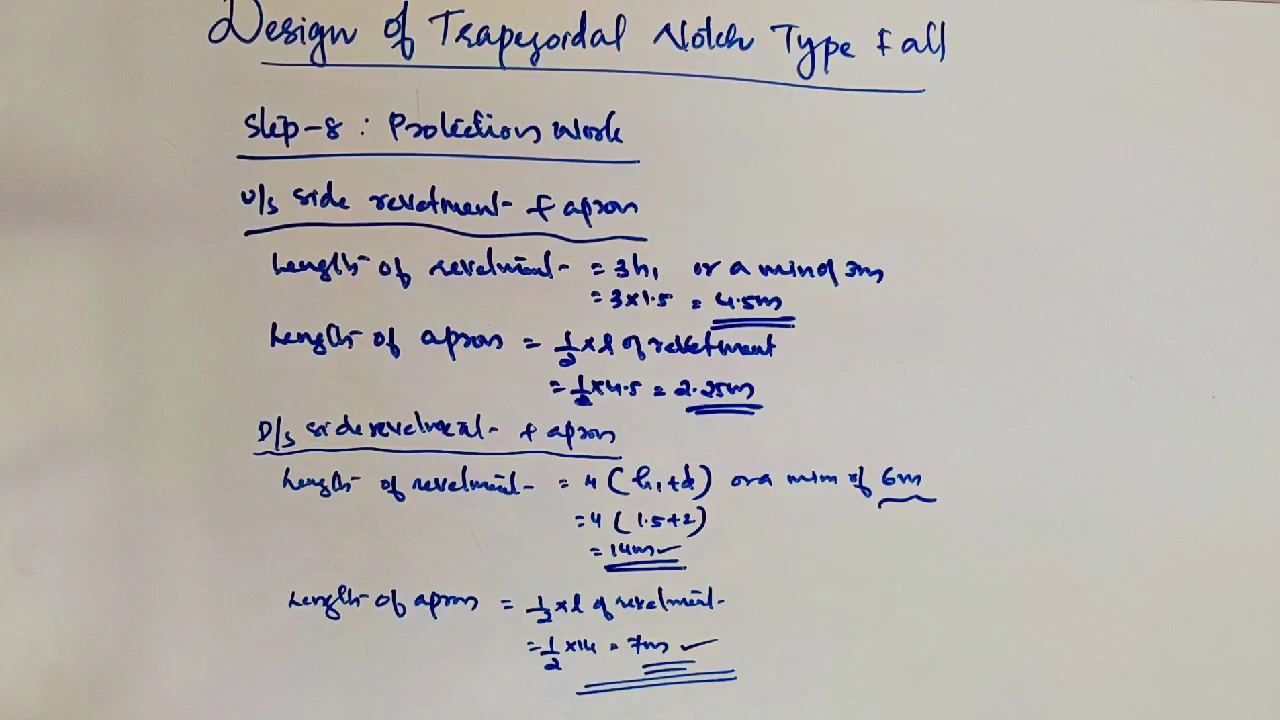 Design of Trapezoidal Notch Type Fall
Step-8 : Protection Work
U/s side revetment & apron
Length of revetment = 3h₁ or a min of 3m
= 3×1.5 = 4.5m
Length of apron = 1/2 × l of revetment
= 1/2 × 4.5 = 2.25m
D/s side revetment & apron
Length of revetment = 4 (h₁+d) or a min of 6m
= 4 (1.5+2)
= 14m ✓
Length of apron = 1/2 × l of revetment
= 1/2 × 14 = 7m ✓